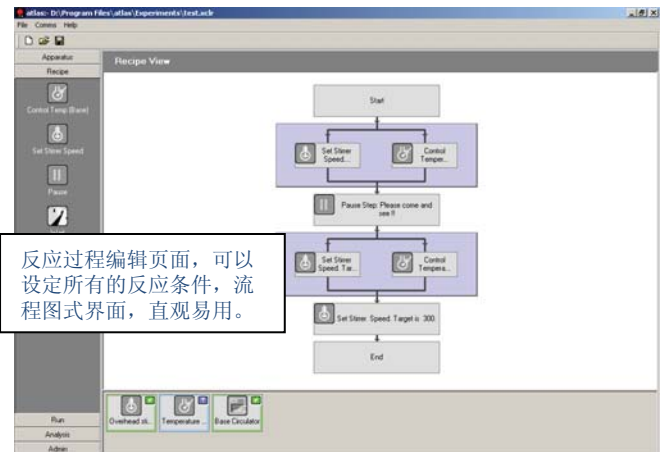 atlas:- D:\Program Files\atlas\Experiments\test.xclr
File Comms Help
Apparatus
Recipe
Control Temp (Base)
Set Stirrer Speed
Pause
Recipe View
Start
Set Stirrer Speed...
Control Temper...
Pause Step: Please come and see !!
Set Stirrer Speed. Tar...
Control Tempera...
Set Stirrer. Speed. Target is 300.
End
反应过程编辑页面，可以
设定所有的反应条件，流
程图式界面，直观易用。
Overhead sti...
Temperature ...
Base Circulator
Run
Analysis
Admin